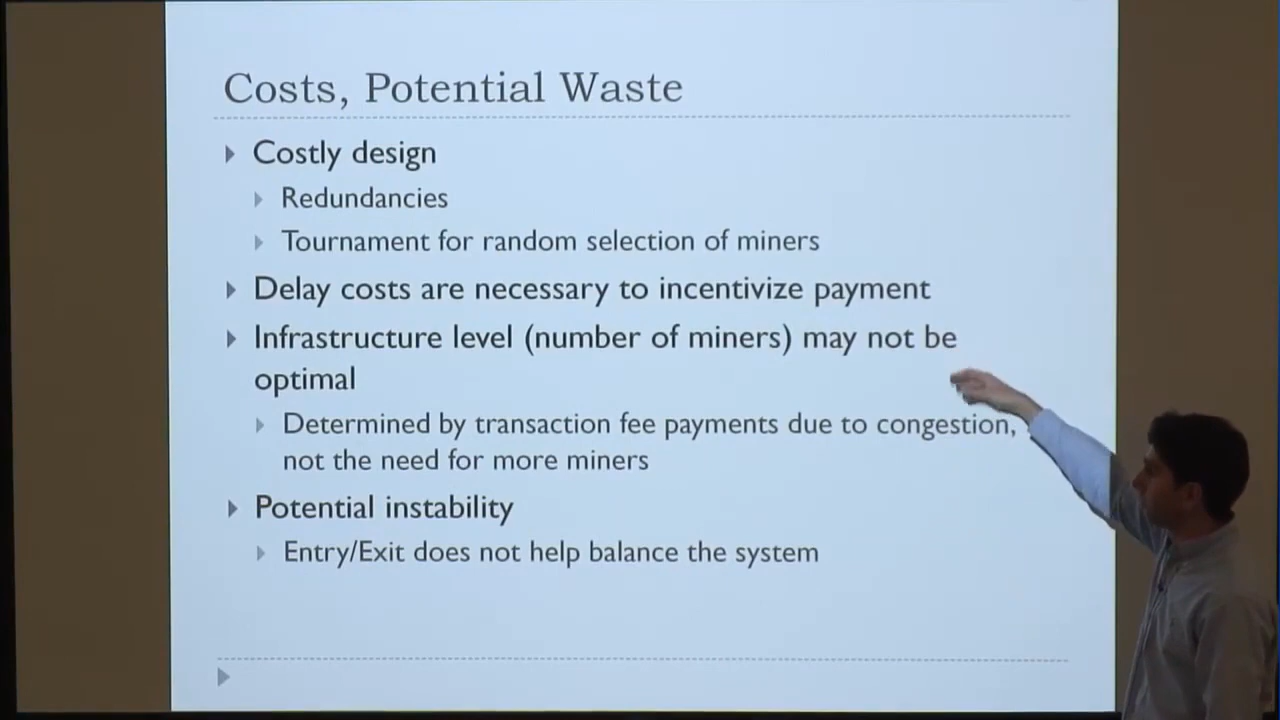 Costs, Potential Waste
Costly design
Redundancies
Tournament for random selection of miners
Delay costs are necessary to incentivize payment
Infrastructure level (number of miners) may not be
optimal
Determined by transaction fee payments due to congestion,
not the need for more miners
Potential instability
Entry/Exit does not help balance the system